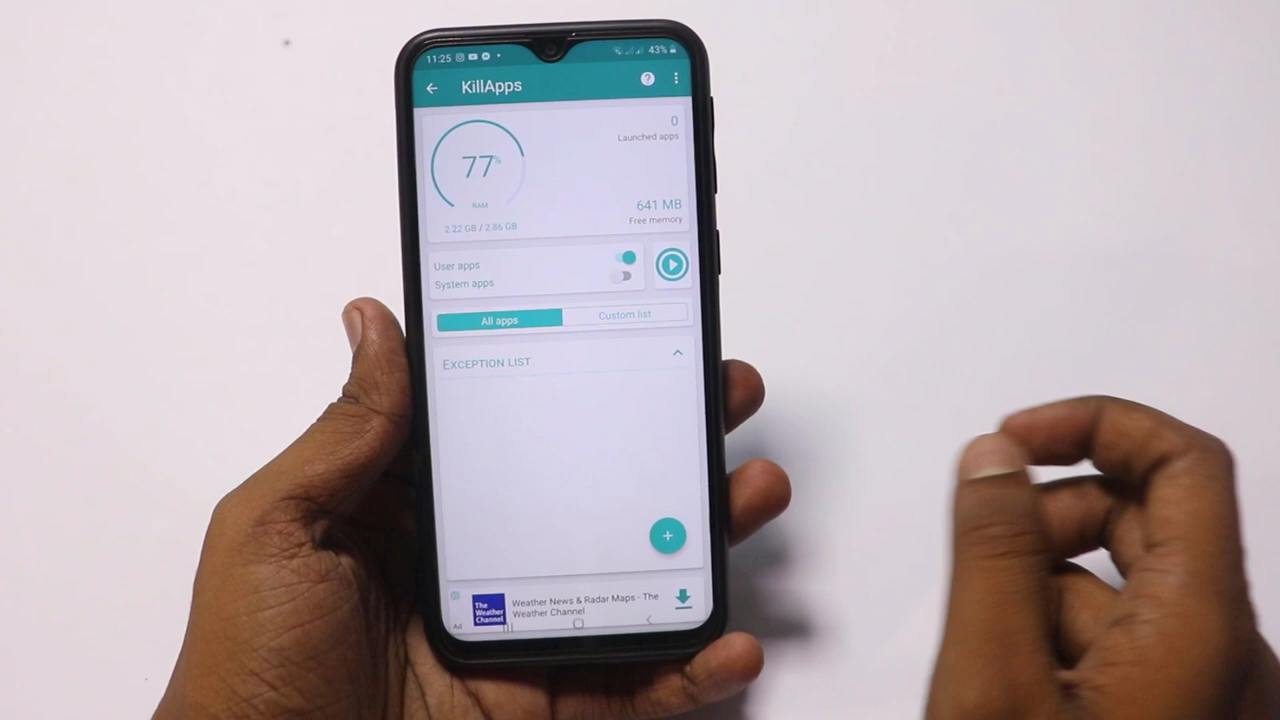 11:25 43%
KillApps
0
Launched apps
77%
RAM
641 MB
Free memory
2.22 GB / 2.86 GB
User apps
System apps
All apps Custom list
EXCEPTION LIST
+
The Weather Channel
Weather News & Radar Maps - The
Weather Channel
Ad